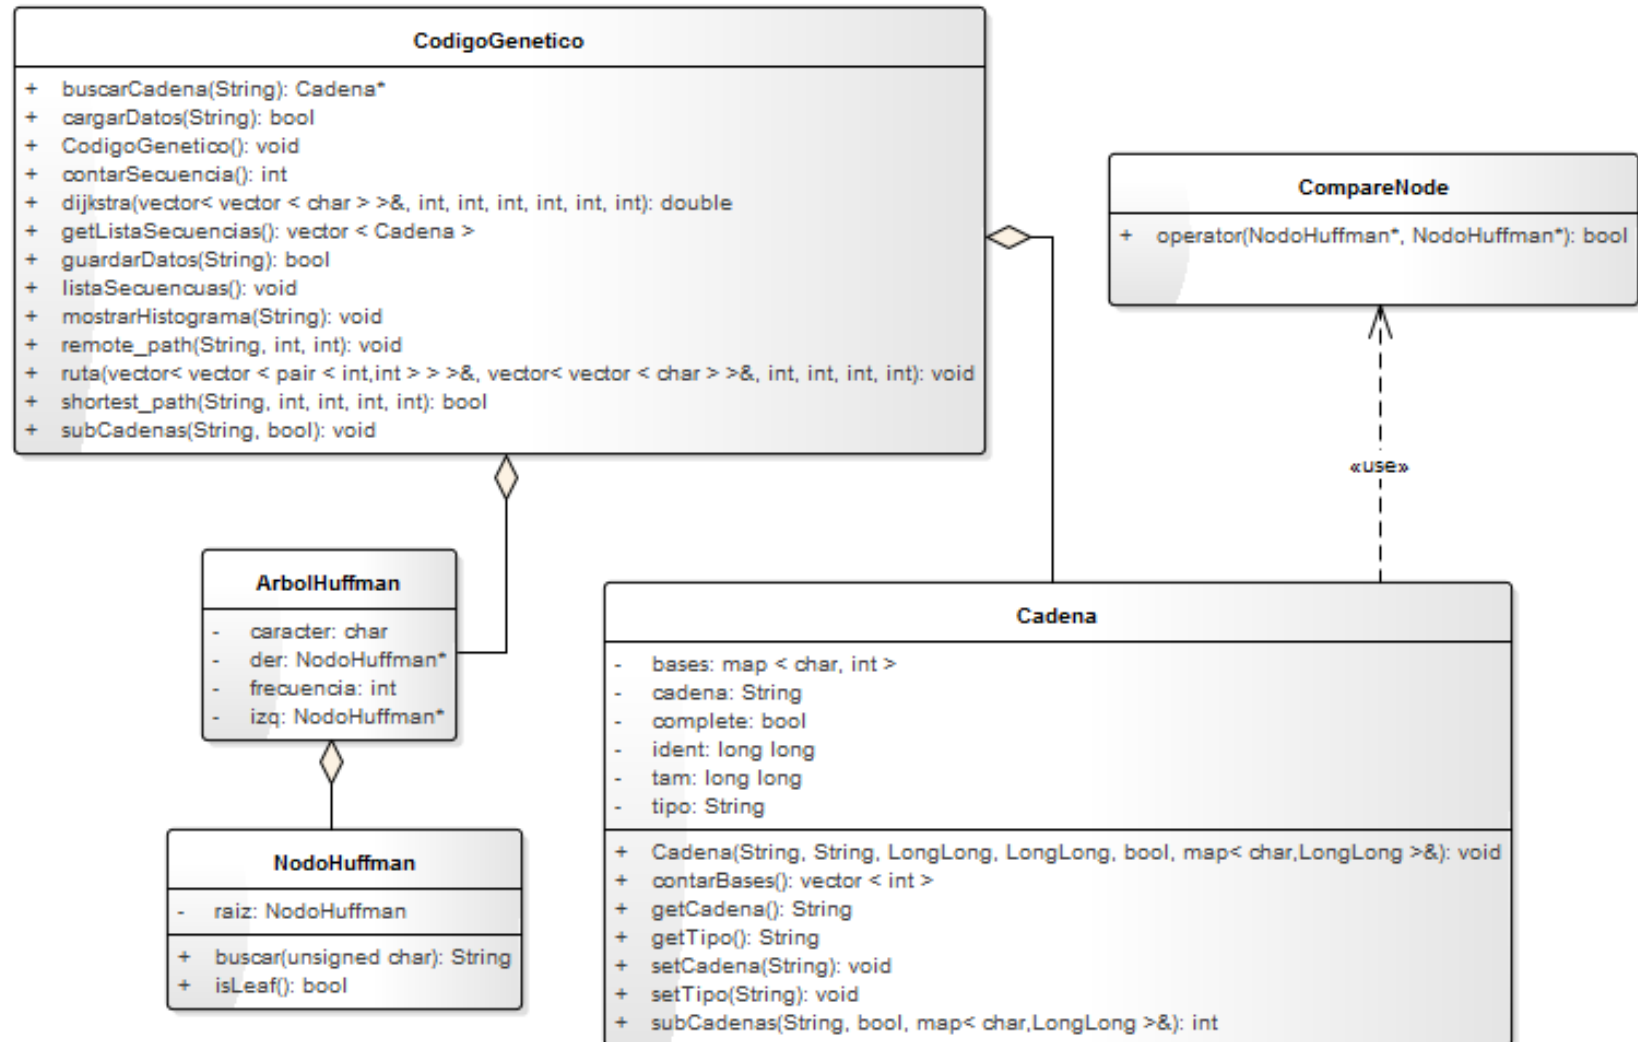 CodigoGenetico
+ buscarCadena(String): Cadena*
+ cargarDatos(String): bool
+ CodigoGenetico(): void
+ contarSecuencia(): int
+ dijkstra(vector< vector < char > >&, int, int, int, int, int, int): double
+ getListaSecuencias(): vector < Cadena >
+ guardarDatos(String): bool
+ listaSecuencuas(): void
+ mostrarHistograma(String): void
+ remote_path(String, int, int): void
+ ruta(vector< vector < pair < int,int > > >&, vector< vector < char > >&, int, int, int, int): void
+ shortest_path(String, int, int, int, int): bool
+ subCadenas(String, bool): void
CompareNode
+ operator(NodoHuffman*, NodoHuffman*): bool
«use»
ArbolHuffman
- caracter: char
- der: NodoHuffman*
- frecuencia: int
- izq: NodoHuffman*
NodoHuffman
- raiz: NodoHuffman
+ buscar(unsigned char): String
+ isLeaf(): bool
Cadena
- bases: map < char, int >
- cadena: String
- complete: bool
- ident: long long
- tam: long long
- tipo: String
+ Cadena(String, String, LongLong, LongLong, bool, map< char,LongLong >&): void
+ contarBases(): vector < int >
+ getCadena(): String
+ getTipo(): String
+ setCadena(String): void
+ setTipo(String): void
+ subCadenas(String, bool, map< char,LongLong >&): int